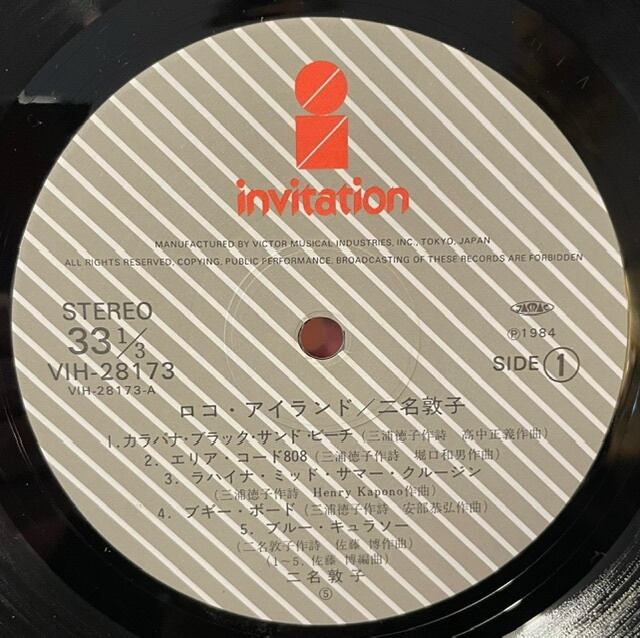 invitation
MANUFACTURED BY VICTOR MUSICAL INDUSTRIES, INC., TOKYO, JAPAN
ALL RIGHTS RESERVED, COPYING, PUBLIC PERFORMANCE, BROADCASTING OF THESE RECORDS ARE FORBIDDEN
STEREO
33 1/3
VIH-28173
VIH-28173-A
JASRAC
Ⓟ1984
SIDE 1
ロコ・アイランド/二名敦子
1.カラパナ・ブラック・サンド・ビーチ (三浦徳子作詩 高中正義作曲)
2. エリア・コード808 (三浦徳子作詩 堀口和男作曲)
3. ラハイナ・ミッド・サマー・クルージン
(三浦徳子作詩 Henry Kapono作曲)
4. ブギー・ボード (三浦徳子作詩 安部恭弘作曲)
5. ブルー・キュラソー
(二名敦子作詩 佐藤 博作曲)
(1-5. 佐藤 博編曲)
二名敦子
⑤